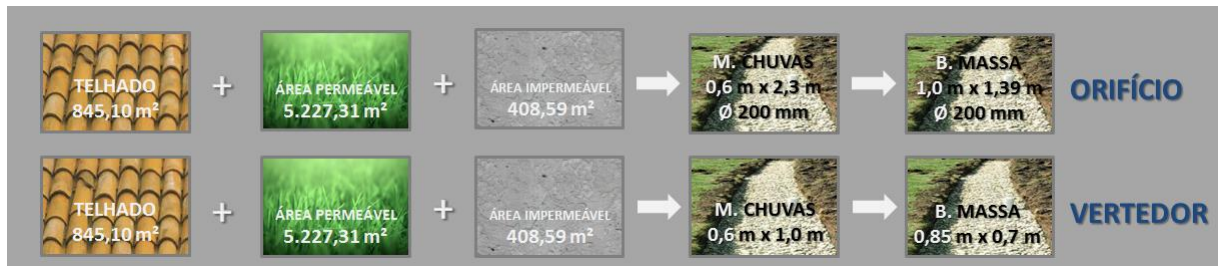 TELHADO
845,10 m²
+
ÁREA PERMEÁVEL
5.227,31 m²
+
ÁREA IMPERMEÁVEL
408,59 m²
M. CHUVAS
0,6 m x 2,3 m
Ø 200 mm
B. MASSA
1,0 m x 1,39 m
Ø 200 mm
ORIFÍCIO
TELHADO
845,10 m²
+
ÁREA PERMEÁVEL
5.227,31 m²
+
ÁREA IMPERMEÁVEL
408,59 m²
M. CHUVAS
0,6 m x 1,0 m
B. MASSA
0,85 m x 0,7 m
VERTEDOR